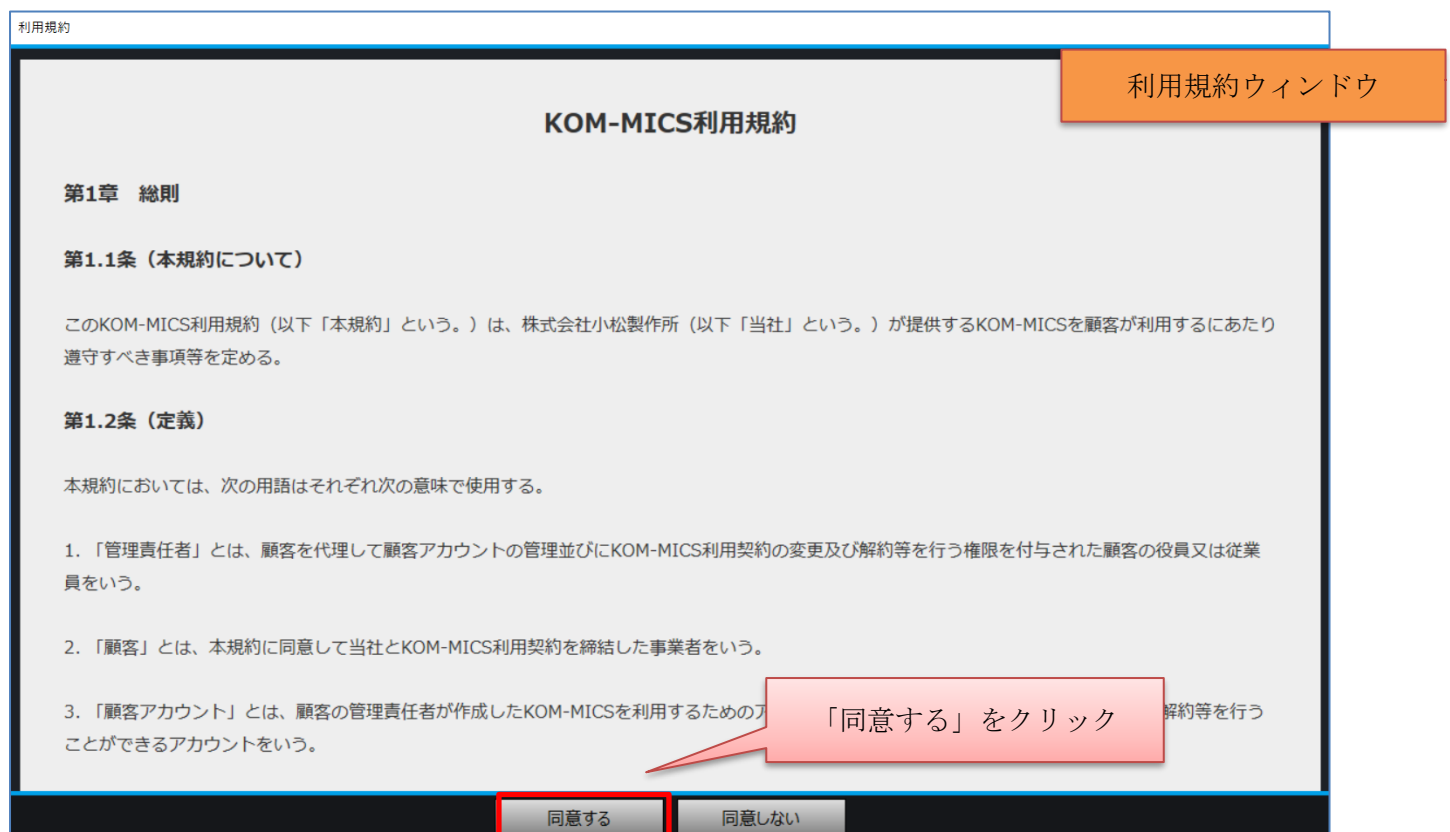 利用規約
利用規約ウィンドウ
KOM-MICS利用規約
第1章　総則
第1.1条（本規約について）
このKOM-MICS利用規約（以下「本規約」という。）は、株式会社小松製作所（以下「当社」という。）が提供するKOM-MICSを顧客が利用するにあたり
遵守すべき事項等を定める。
第1.2条（定義）
本規約においては、次の用語はそれぞれ次の意味で使用する。
1. 「管理責任者」とは、顧客を代理して顧客アカウントの管理並びにKOM-MICS利用契約の変更及び解約等を行う権限を付与された顧客の役員又は従業
員をいう。
2. 「顧客」とは、本規約に同意して当社とKOM-MICS利用契約を締結した事業者をいう。
3. 「顧客アカウント」とは、顧客の管理責任者が作成したKOM-MICSを利用するための 解約等を行う
ことができるアカウントをいう。
「同意する」をクリック
同意する
同意しない